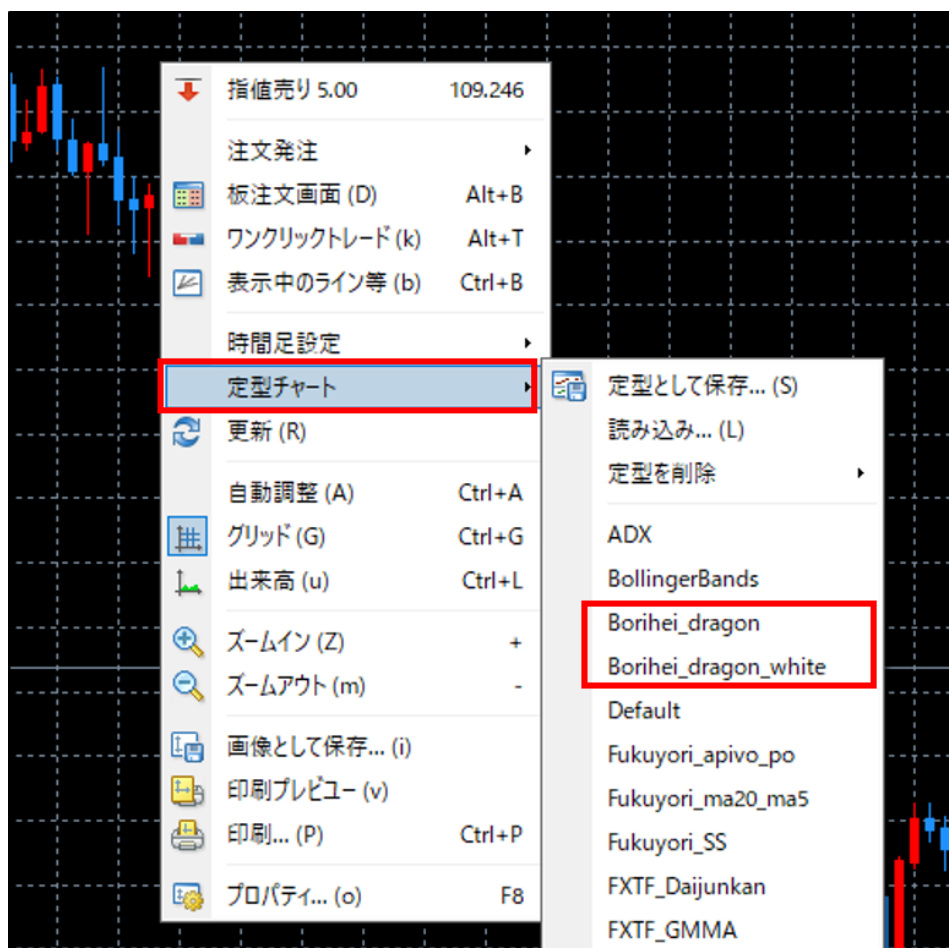 指値売り 5.00 109.246
注文発注
板注文画面 (D) Alt+B
ワンクリックトレード (k) Alt+T
表示中のライン等 (b) Ctrl+B
時間足設定
定型チャート
更新 (R)
自動調整 (A) Ctrl+A
グリッド (G) Ctrl+G
出来高 (u) Ctrl+L
ズームイン (Z) +
ズームアウト (m) -
画像として保存... (i)
印刷プレビュー (v)
印刷... (P) Ctrl+P
プロパティ... (o) F8
定型として保存... (S)
読み込み... (L)
定型を削除
ADX
BollingerBands
Borihei_dragon
Borihei_dragon_white
Default
Fukuyori_apivo_po
Fukuyori_ma20_ma5
Fukuyori_SS
FXTF_Daijunkan
FXTF_GMMA